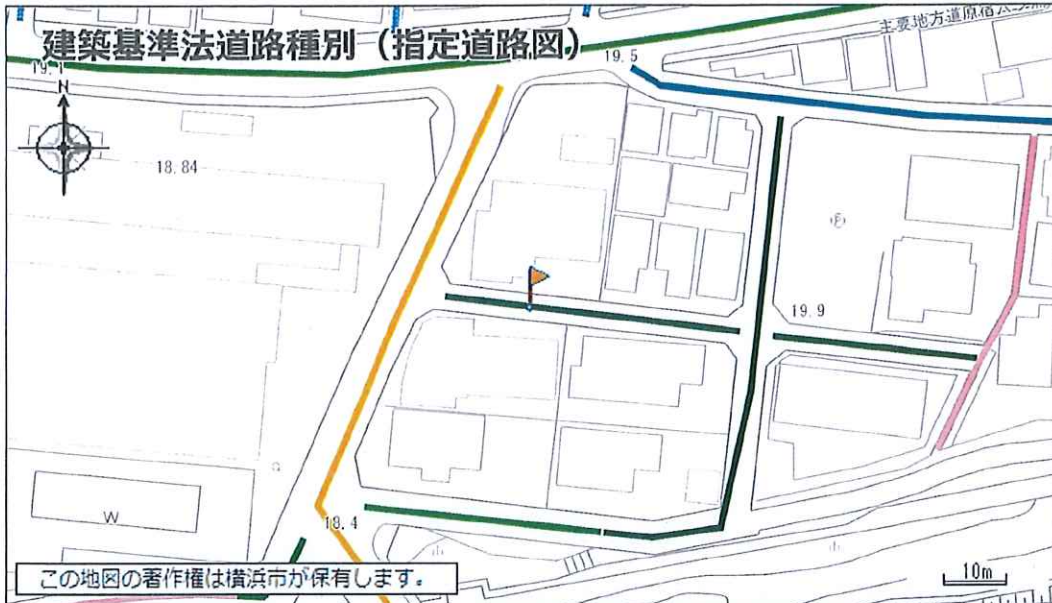 建築基準法道路種別（指定道路図）
主要地方道原宿
19.1
19.5
N
18.84
19.9
18.4
W
この地図の著作権は横浜市が保有します。
10m